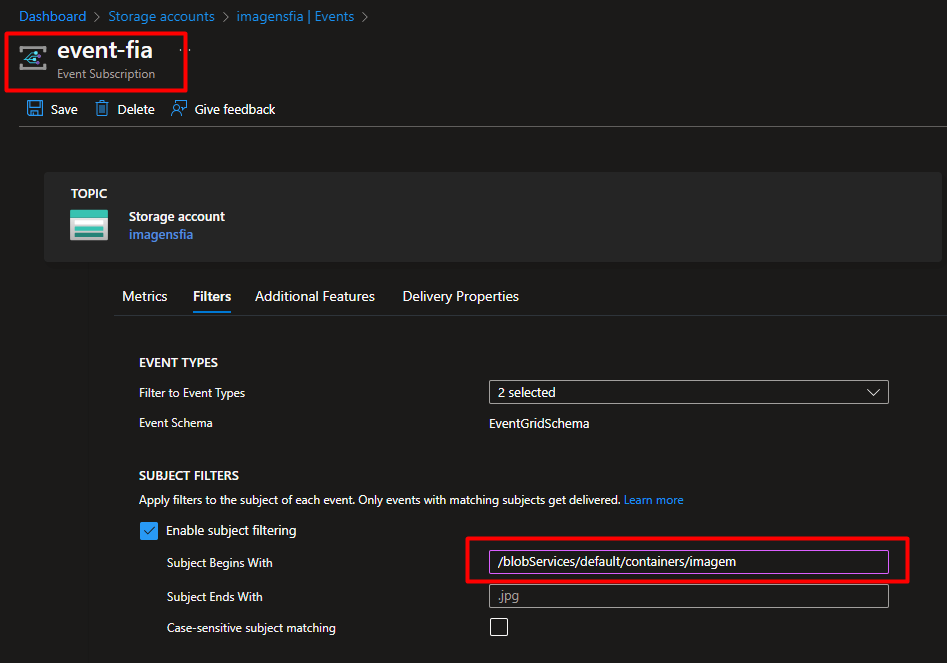 Dashboard > Storage accounts > imagensfia | Events >
event-fia ...
Event Subscription
Save Delete Give feedback
TOPIC
Storage account
imagensfia
Metrics Filters Additional Features Delivery Properties
EVENT TYPES
Filter to Event Types 2 selected
Event Schema EventGridSchema
SUBJECT FILTERS
Apply filters to the subject of each event. Only events with matching subjects get delivered. Learn more
Enable subject filtering
Subject Begins With /blobServices/default/containers/imagem
Subject Ends With .jpg
Case-sensitive subject matching